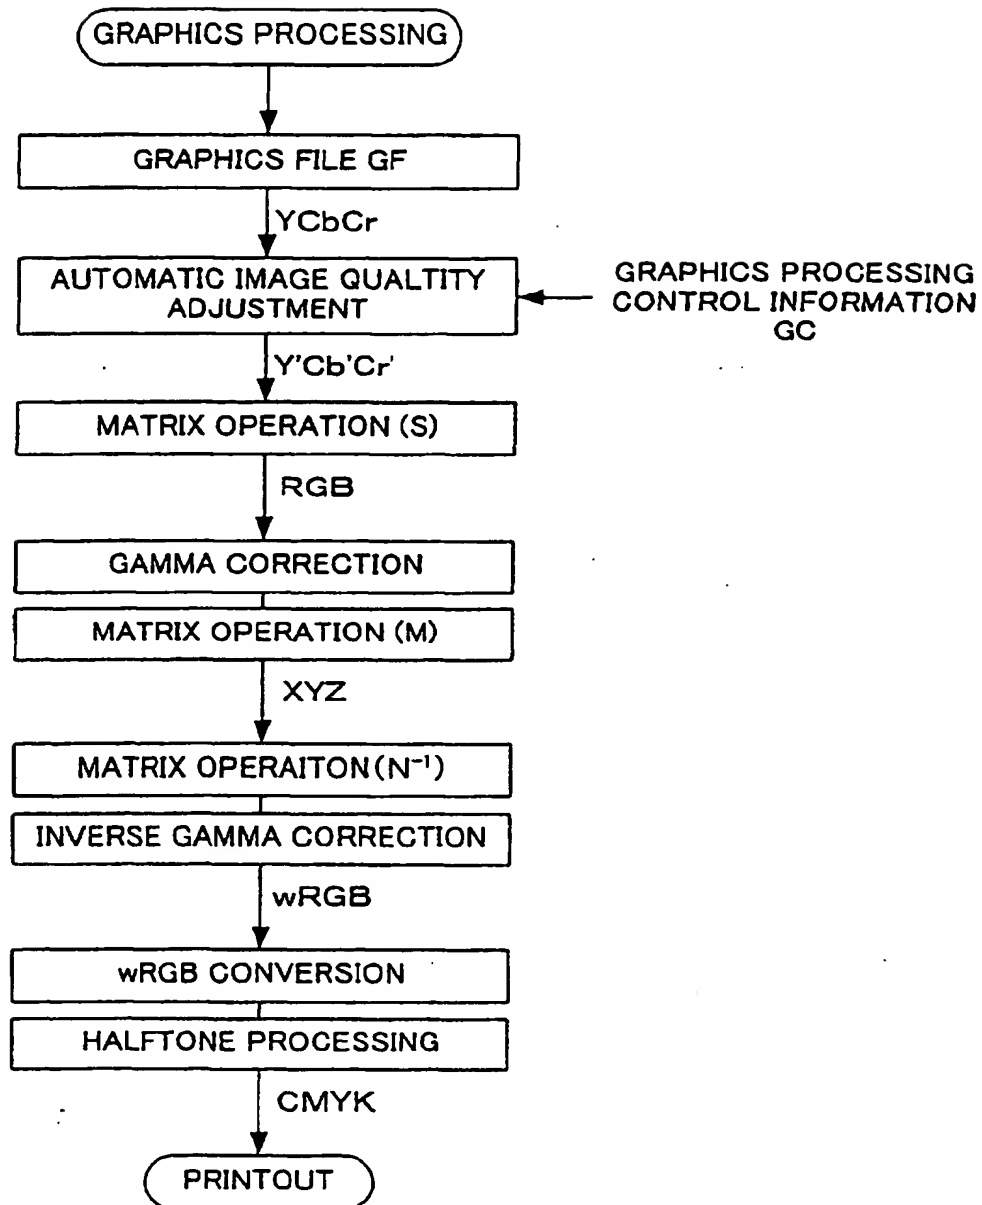 GRAPHICS PROCESSING
GRAPHICS FILE GF
YCbCr
AUTOMATIC IMAGE QUALTITY
ADJUSTMENT
GRAPHICS PROCESSING
CONTROL INFORMATION
GC
Y'Cb'Cr'
MATRIX OPERATION (S)
RGB
GAMMA CORRECTION
MATRIX OPERATION (M)
XYZ
MATRIX OPERAITON (N⁻¹)
INVERSE GAMMA CORRECTION
wRGB
wRGB CONVERSION
HALFTONE PROCESSING
CMYK
PRINTOUT